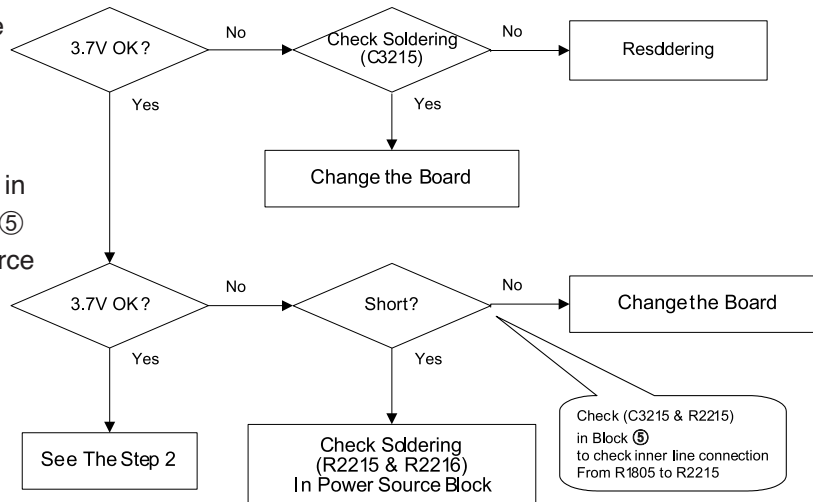 e
3.7V OK?
No
Check Soldering
(C3215)
No
Resddering
Yes
Yes
Change the Board
in
⑤
rce
3.7V OK?
No
Short?
No
Change the Board
Yes
Yes
Check (C3215 & R2215)
in Block ⑤
to check inner line connection
From R1805 to R2215
See The Step 2
Check Soldering
(R2215 & R2216)
In Power Source Block